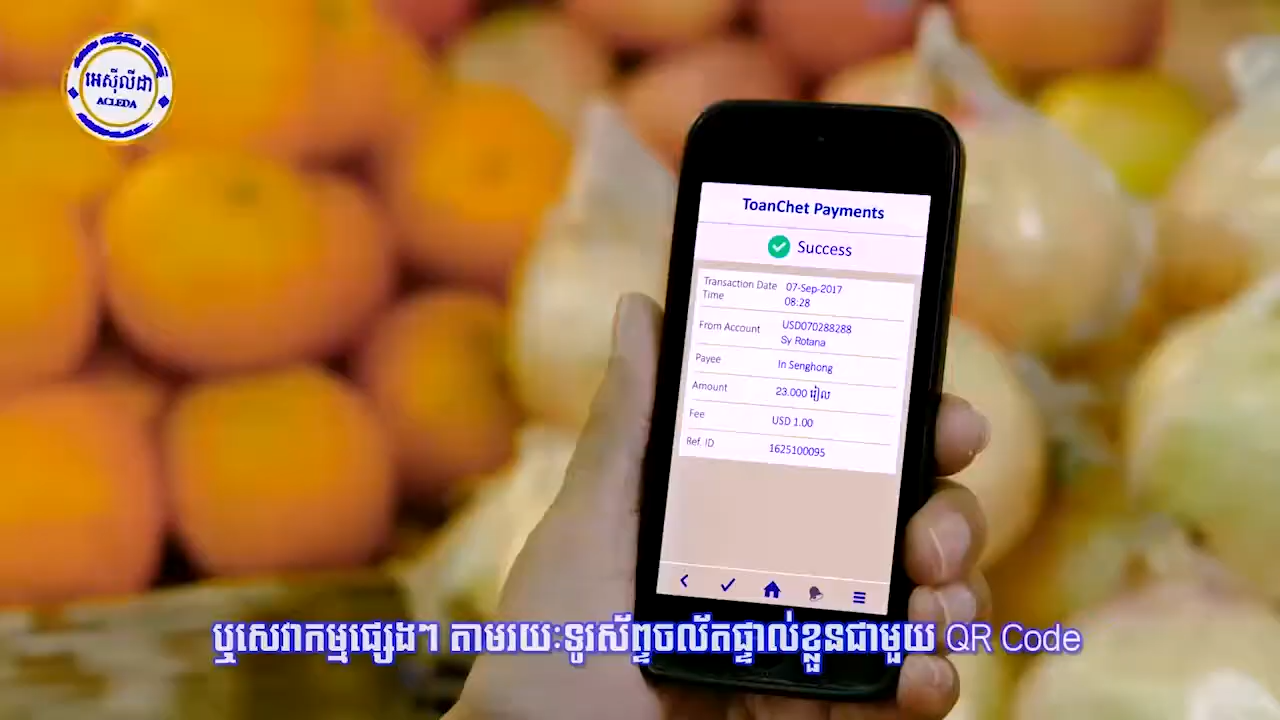 អេស៊ីលីដា
ACLEDA
ToanChet Payments
Success
Transaction Date Time 07-Sep-2017 08:28
From Account USD070288288 Sy Rotana
Payee In Senghong
Amount 23.000 រៀល
Fee USD 1.00
Ref. ID 1625100095
ឬសេវាកម្មផ្សេងៗ តាមរយៈទូរស័ព្ទចល័តផ្ទាល់ខ្លួនជាមួយ QR Code